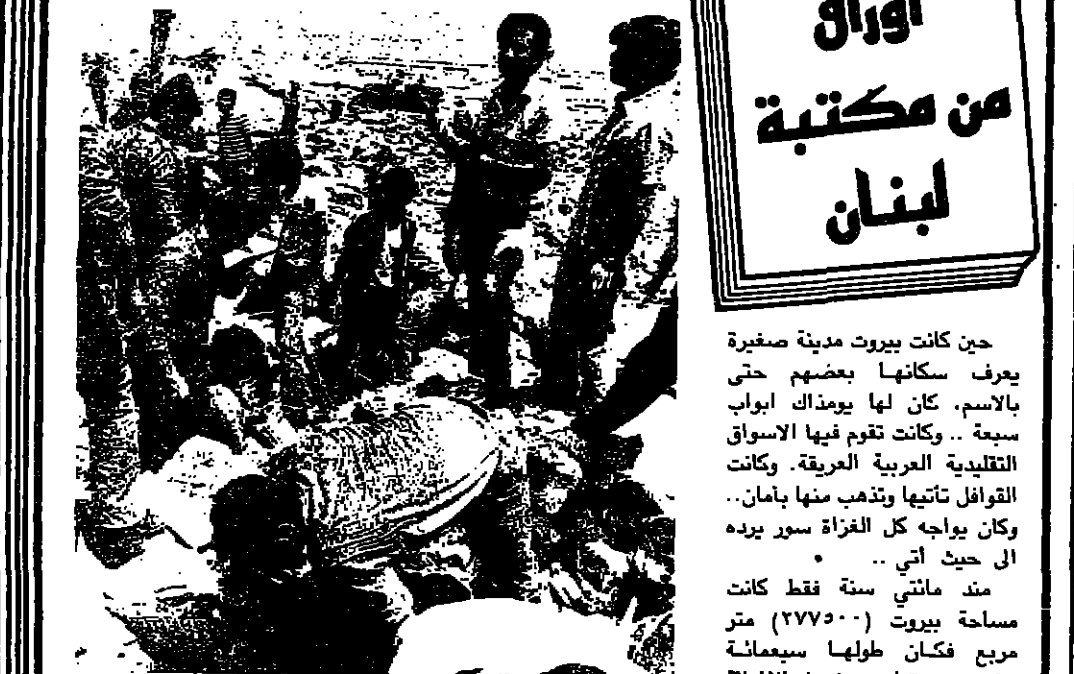 أوراق
من مكتبة
لبنان
حين كانت بيروت مدينة صغيرة
يعرف سكانها بعضهم حتى
بالاسم، كان لها يومذاك ابواب
سبعة .. وكانت تقوم فيها الاسواق
التقليدية العربية العريقة. وكانت
القوافل تأتيها وتذهب منها بأمان..
وكان يواجه كل الغزاة سور يرده
الى حيث أتي ..
مند مائتي سنة فقط كانت
مساحة بيروت (٢٧٧٥٠٠) متر
مربع فكان طولها سبعمائة